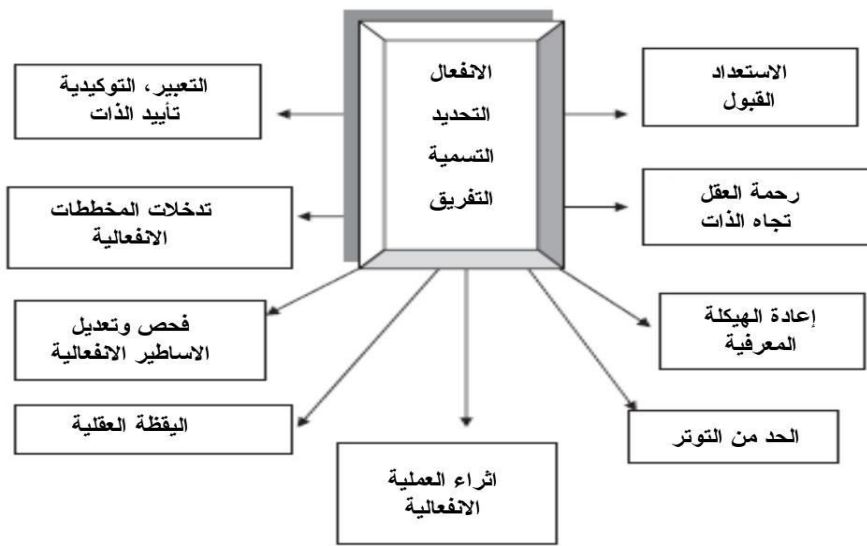 الانفعال
التحديد
التسمية
التفريق
الاستعداد
القبول
رحمة العقل
تجاه الذات
إعادة الهيكلة
المعرفية
الحد من التوتر
اثراء العملية
الانفعالية
اليقظة العقلية
فحص وتعديل
الاساطير الانفعالية
تدخلات المخططات
الانفعالية
التعبير، التوكيدية
تأييد الذات